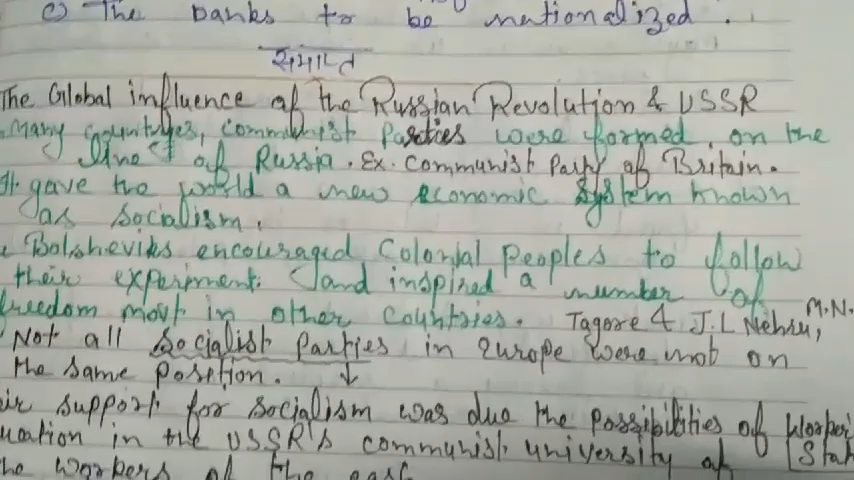 c) The banks to be nationalized.
समाप्त
The Global influence of the Russian Revolution & USSR
Many countries, communist Parties were formed, on the
line of Russia. Ex. Communist Party of Britain.
It gave the world a new economic system known
as socialism.
Bolsheviks encouraged Colonial Peoples to follow
their experiment. and inspired a number of
freedom movt in other Countries. Tagore & J.L Nehru, M.N.
Not all Socialist Parties in Europe were not on
the same position. ↓
eir support for socialism was due the possibilities of Worker
ucation in the USSR's communist university of [Stat
he workers of the east